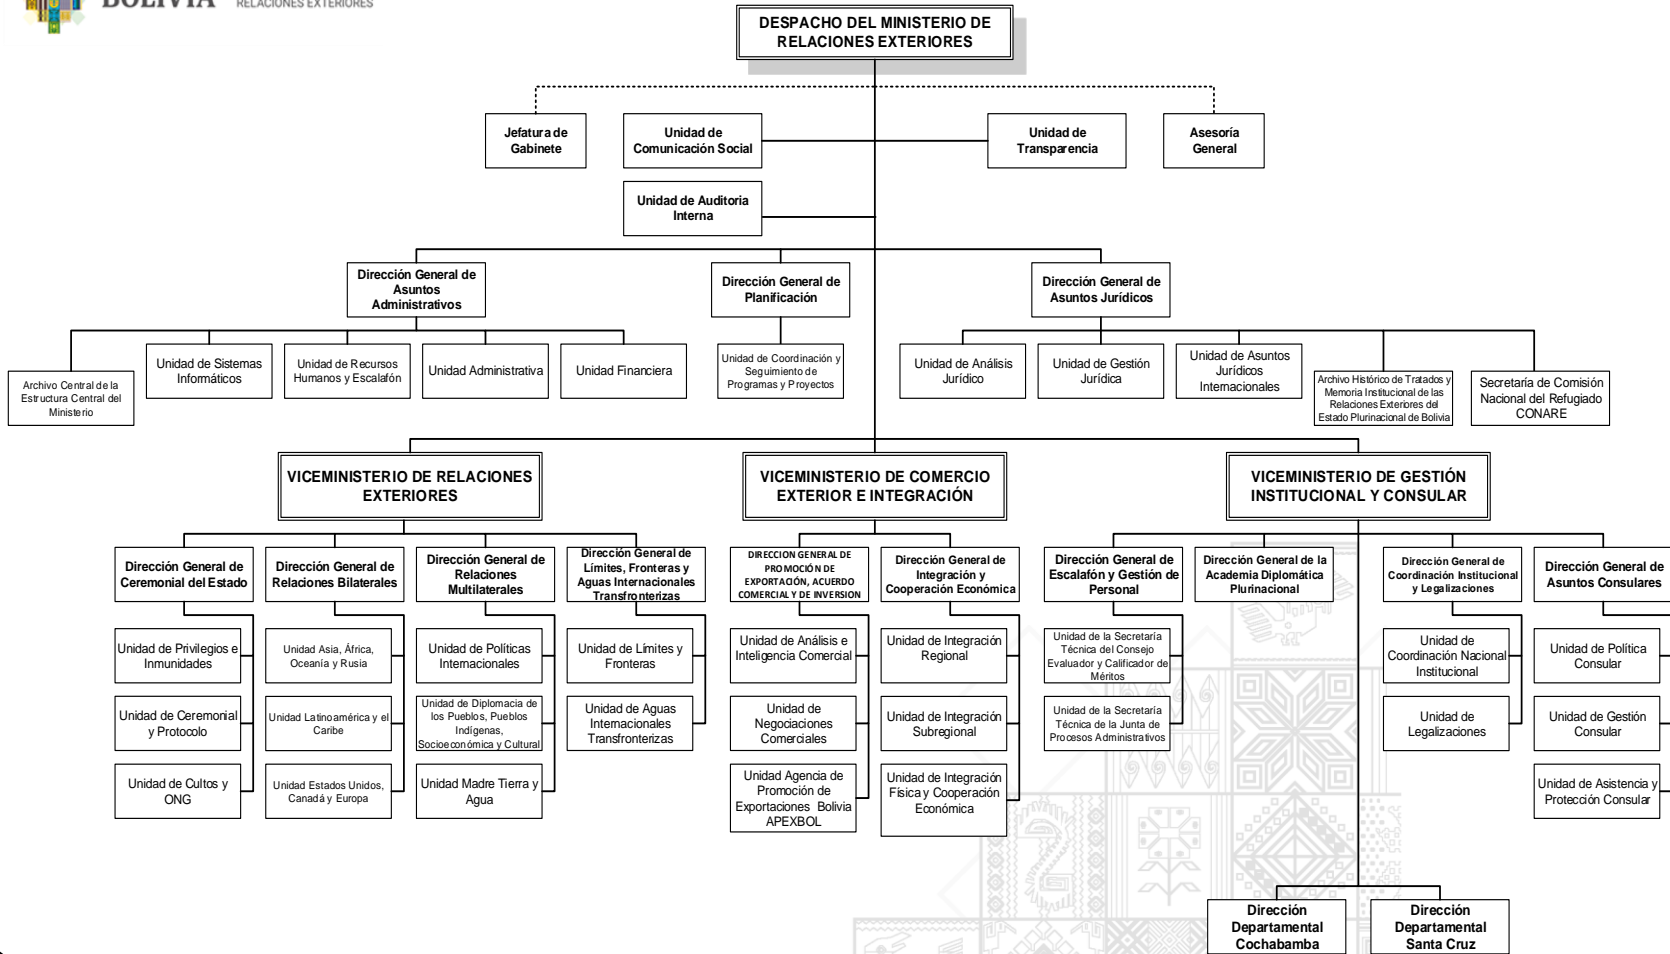 BOLIVIA
RELACIONES EXTERIORES
DESPACHO DEL MINISTERIO DE
RELACIONES EXTERIORES
Jefatura de
Gabinete
Unidad de
Comunicación Social
Unidad de
Transparencia
Asesoría
General
Unidad de Auditoria
Interna
Dirección General de
Asuntos
Administrativos
Dirección General de
Planificación
Dirección General de
Asuntos Jurídicos
Archivo Central de la
Estructura Central del
Ministerio
Unidad de Sistemas
Informáticos
Unidad de Recursos
Humanos y Escalafón
Unidad Administrativa
Unidad Financiera
Unidad de Coordinación y
Seguimiento de
Programas y Proyectos
Unidad de Análisis
Jurídico
Unidad de Gestión
Jurídica
Unidad de Asuntos
Jurídicos
Internacionales
Archivo Histórico de Tratados y
Memoria Institucional de las
Relaciones Exteriores del
Estado Plurinacional de Bolivia
Secretaría de Comisión
Nacional del Refugiado
CONARE
VICEMINISTERIO DE RELACIONES
EXTERIORES
VICEMINISTERIO DE COMERCIO
EXTERIOR E INTEGRACIÓN
VICEMINISTERIO DE GESTIÓN
INSTITUCIONAL Y CONSULAR
Dirección General de
Ceremonial del Estado
Dirección General de
Relaciones Bilaterales
Dirección General de
Relaciones
Multilaterales
Dirección General de
Límites, Fronteras y
Aguas Internacionales
Transfronterizas
DIRECCION GENERAL DE
PROMOCIÓN DE
EXPORTACIÓN, ACUERDO
COMERCIAL Y DE INVERSION
Dirección General de
Integración y
Cooperación Económica
Dirección General de
Escalafón y Gestión de
Personal
Dirección General de la
Academia Diplomática
Plurinacional
Dirección General de
Coordinación Institucional
y Legalizaciones
Dirección General de
Asuntos Consulares
Unidad de Privilegios e
Inmunidades
Unidad Asia, África,
Oceanía y Rusia
Unidad de Políticas
Internacionales
Unidad de Límites y
Fronteras
Unidad de Análisis e
Inteligencia Comercial
Unidad de Integración
Regional
Unidad de la Secretaría
Técnica del Consejo
Evaluador y Calificador de
Méritos
Unidad de
Coordinación Nacional
Institucional
Unidad de Política
Consular
Unidad de Ceremonial
y Protocolo
Unidad Latinoamérica y el
Caribe
Unidad de Diplomacia de
los Pueblos, Pueblos
Indígenas,
Socioeconómica y Cultural
Unidad de Aguas
Internacionales
Transfronterizas
Unidad de
Negociaciones
Comerciales
Unidad de Integración
Subregional
Unidad de la Secretaría
Técnica de la Junta de
Procesos Administrativos
Unidad de
Legalizaciones
Unidad de Gestión
Consular
Unidad de Cultos y
ONG
Unidad Estados Unidos,
Canadá y Europa
Unidad Madre Tierra y
Agua
Unidad Agencia de
Promoción de
Exportaciones Bolivia
APEXBOL
Unidad de Integración
Física y Cooperación
Económica
Unidad de Asistencia y
Protección Consular
Dirección
Departamental
Cochabamba
Dirección
Departamental
Santa Cruz